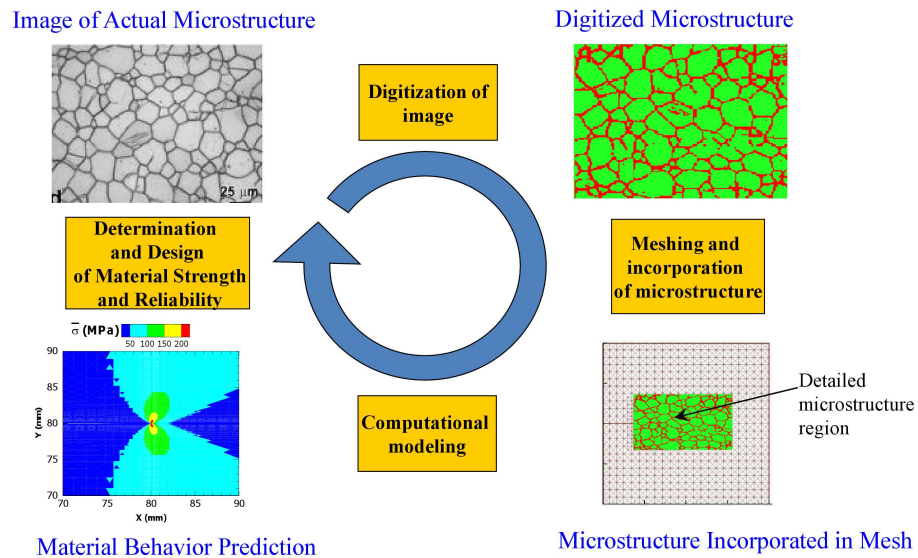 Image of Actual Microstructure
Digitized Microstructure
d
25 μm
Digitization of
image
Determination
and Design
of Material Strength
and Reliability
Meshing and
incorporation
of microstructure
σ (MPa)
50 100 150 200
90
85
80
75
70
Y (mm)
70 75 80 85 90
X (mm)
Computational
modeling
Detailed
microstructure
region
Material Behavior Prediction
Microstructure Incorporated in Mesh